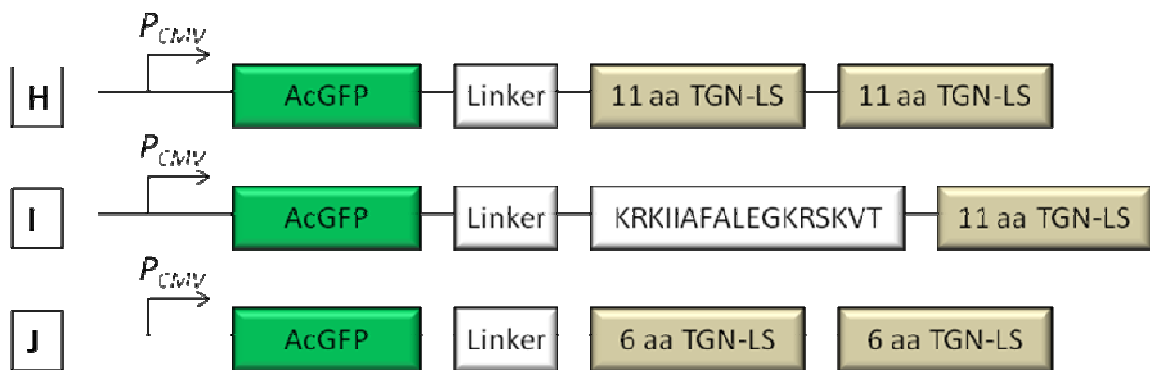 P_CMV
H AcGFP Linker 11 aa TGN-LS 11 aa TGN-LS
P_CMV
I AcGFP Linker KRKIIAFALEGKRSKVT 11 aa TGN-LS
P_CMV
J AcGFP Linker 6 aa TGN-LS 6 aa TGN-LS